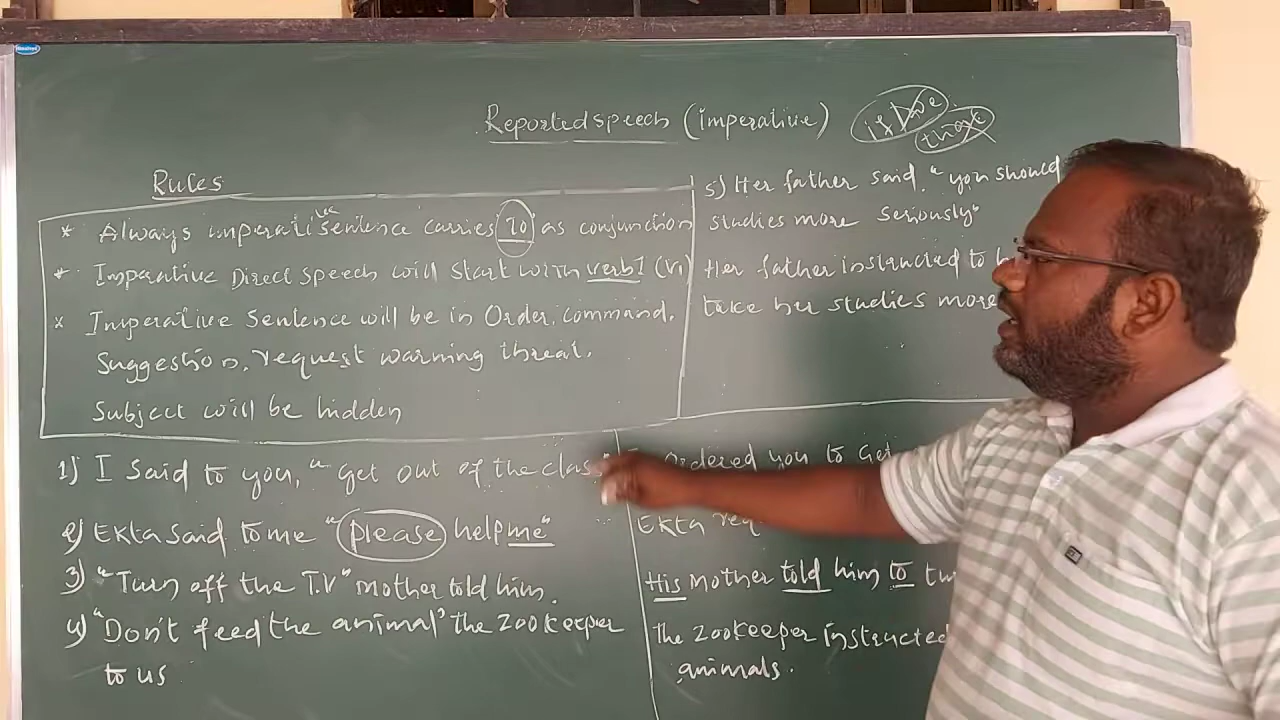 Reported speech (imperative)
that
Rules
* Always imperative sentence carries "To" as conjunction
* Imperative Direct speech will start with verb1 (V1)
* Imperative sentence will be in Order, command,
suggestion, request warning threat.
Subject will be hidden
5) Her father said, "you should
studies more seriously"
Her father instructed to
take her studies more
1) I said to you, "get out of the class"
ordered you to get
2) Ekta said to me "please help me"
Ekta req
3) "Turn off the T.V" mother told him.
His mother told him to tu
4) "Don't feed the animal" the zookeeper
to us
The zookeeper instructed
animals.